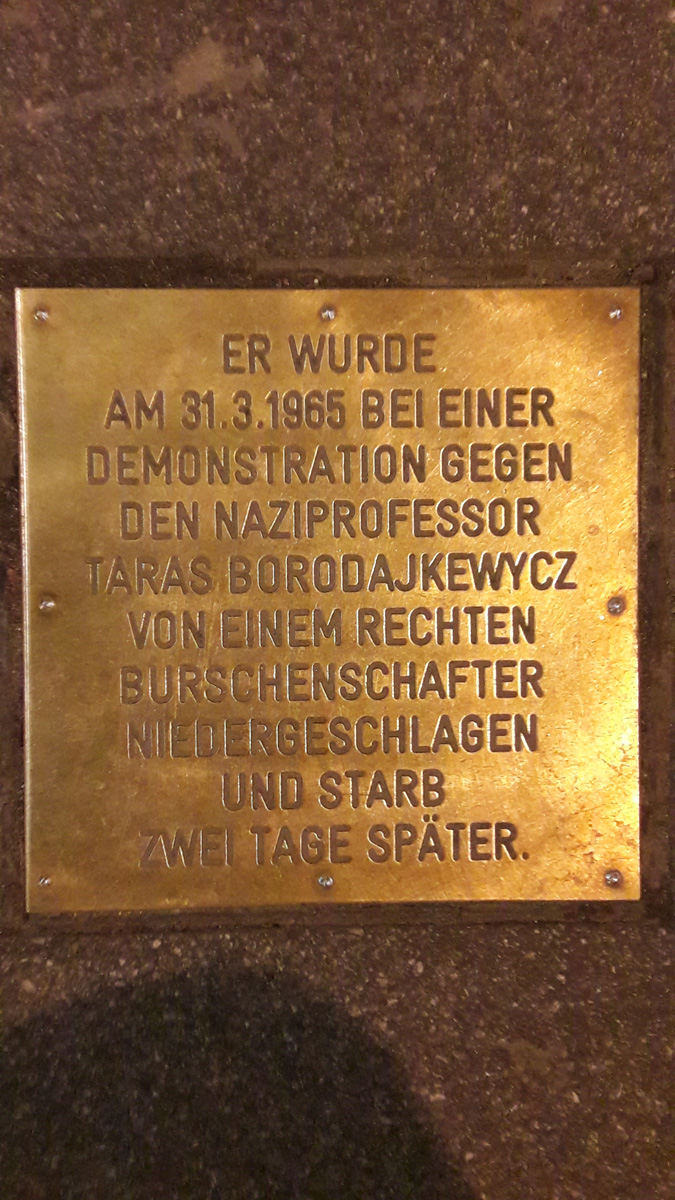 ER WURDE
AM 31.3.1965 BEI EINER
DEMONSTRATION GEGEN
DEN NAZIPROFESSOR
TARAS BORODAJKEWYCZ
VON EINEM RECHTEN
BURSCHENSCHAFTER
NIEDERGESCHLAGEN
UND STARB
ZWEI TAGE SPÄTER.